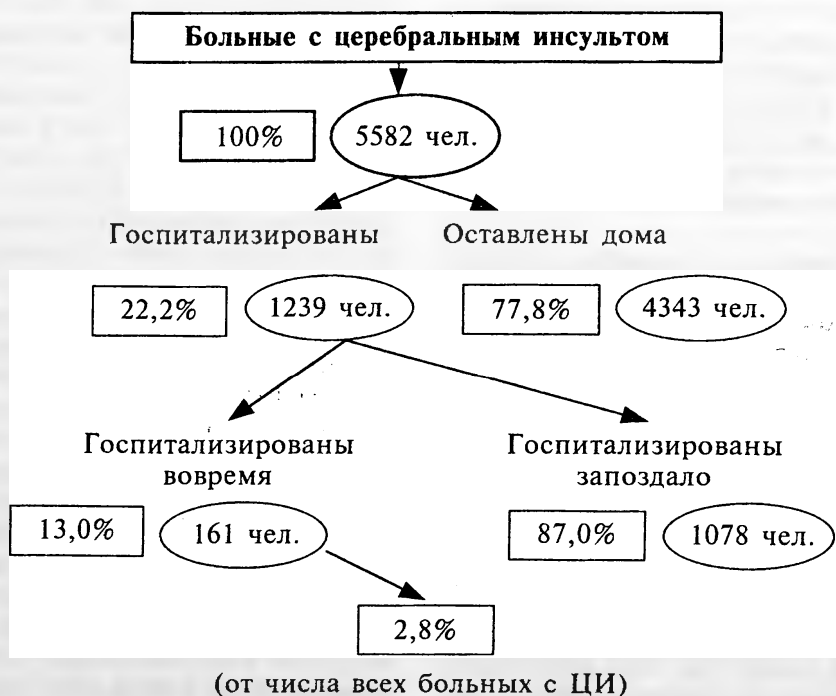 Больные с церебральным инсультом
100%
5582 чел.
Госпитализированы
Оставлены дома
22,2%
1239 чел.
77,8%
4343 чел.
Госпитализированы
вовремя
Госпитализированы
запоздало
13,0%
161 чел.
87,0%
1078 чел.
2,8%
(от числа всех больных с ЦИ)